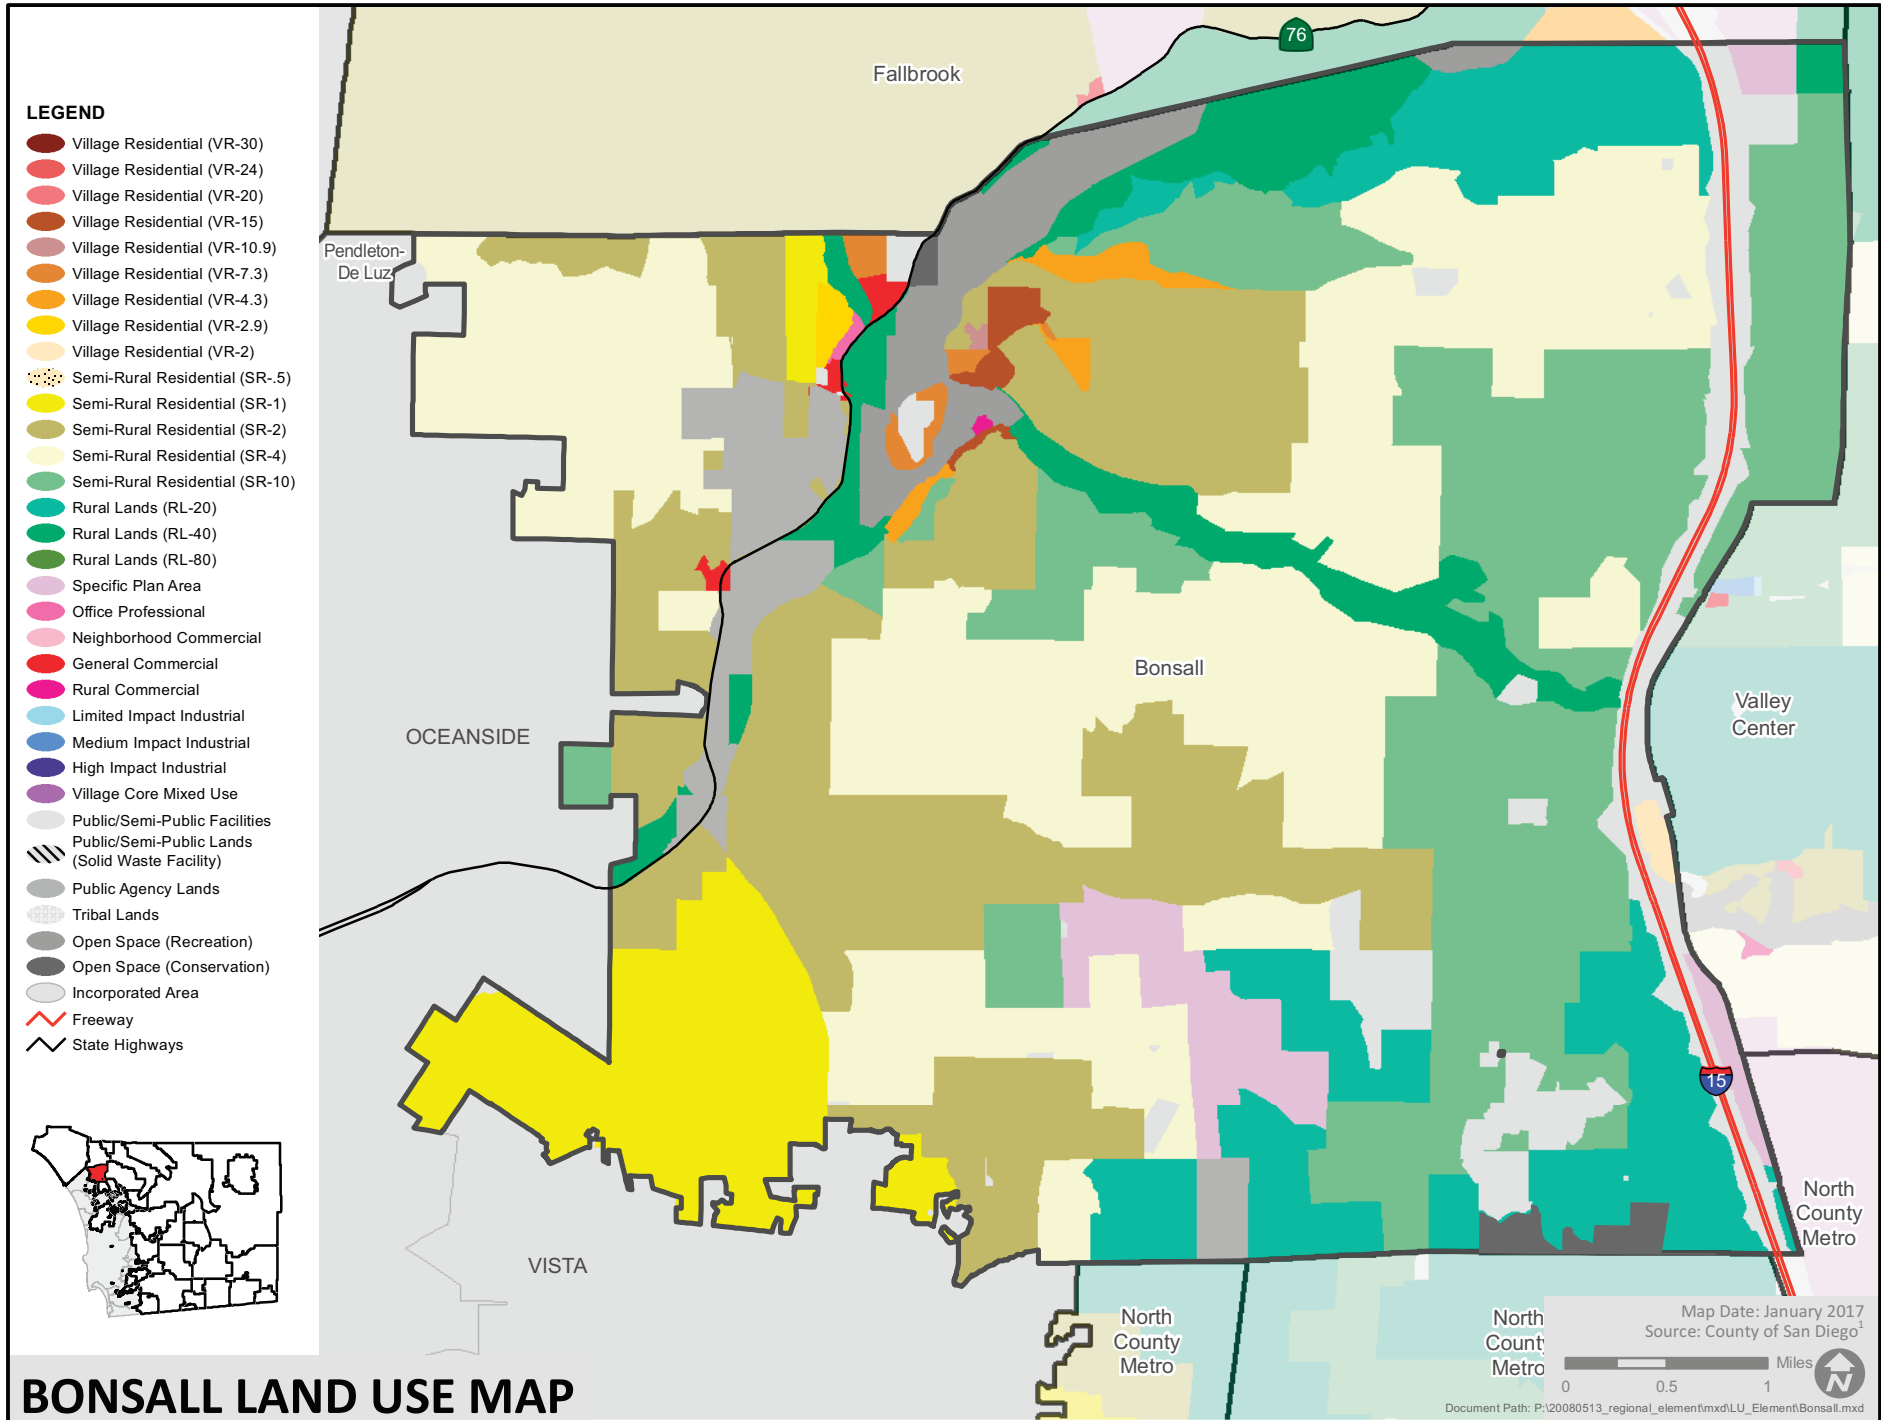 76
Fallbrook
LEGEND
Village Residential (VR-30)
Village Residential (VR-24)
Village Residential (VR-20)
Village Residential (VR-15)
Village Residential (VR-10.9)
Village Residential (VR-7.3)
Village Residential (VR-4.3)
Village Residential (VR-2.9)
Village Residential (VR-2)
Semi-Rural Residential (SR-.5)
Semi-Rural Residential (SR-1)
Semi-Rural Residential (SR-2)
Semi-Rural Residential (SR-4)
Semi-Rural Residential (SR-10)
Rural Lands (RL-20)
Rural Lands (RL-40)
Rural Lands (RL-80)
Specific Plan Area
Office Professional
Neighborhood Commercial
General Commercial
Rural Commercial
Limited Impact Industrial
Medium Impact Industrial
High Impact Industrial
Village Core Mixed Use
Public/Semi-Public Facilities
Public/Semi-Public Lands
(Solid Waste Facility)
Public Agency Lands
Tribal Lands
Open Space (Recreation)
Open Space (Conservation)
Incorporated Area
Freeway
State Highways
Pendleton-
De Luz
Bonsall
OCEANSIDE
Valley
Center
15
North
County
Metro
VISTA
North
County
Metro
North
County
Metro
Map Date: January 2017
Source: County of San Diego1
Miles
0 0.5 1
N
Document Path: P:\20080513_regional_element\mxd\LU_Element\Bonsall.mxd
BONSALL LAND USE MAP